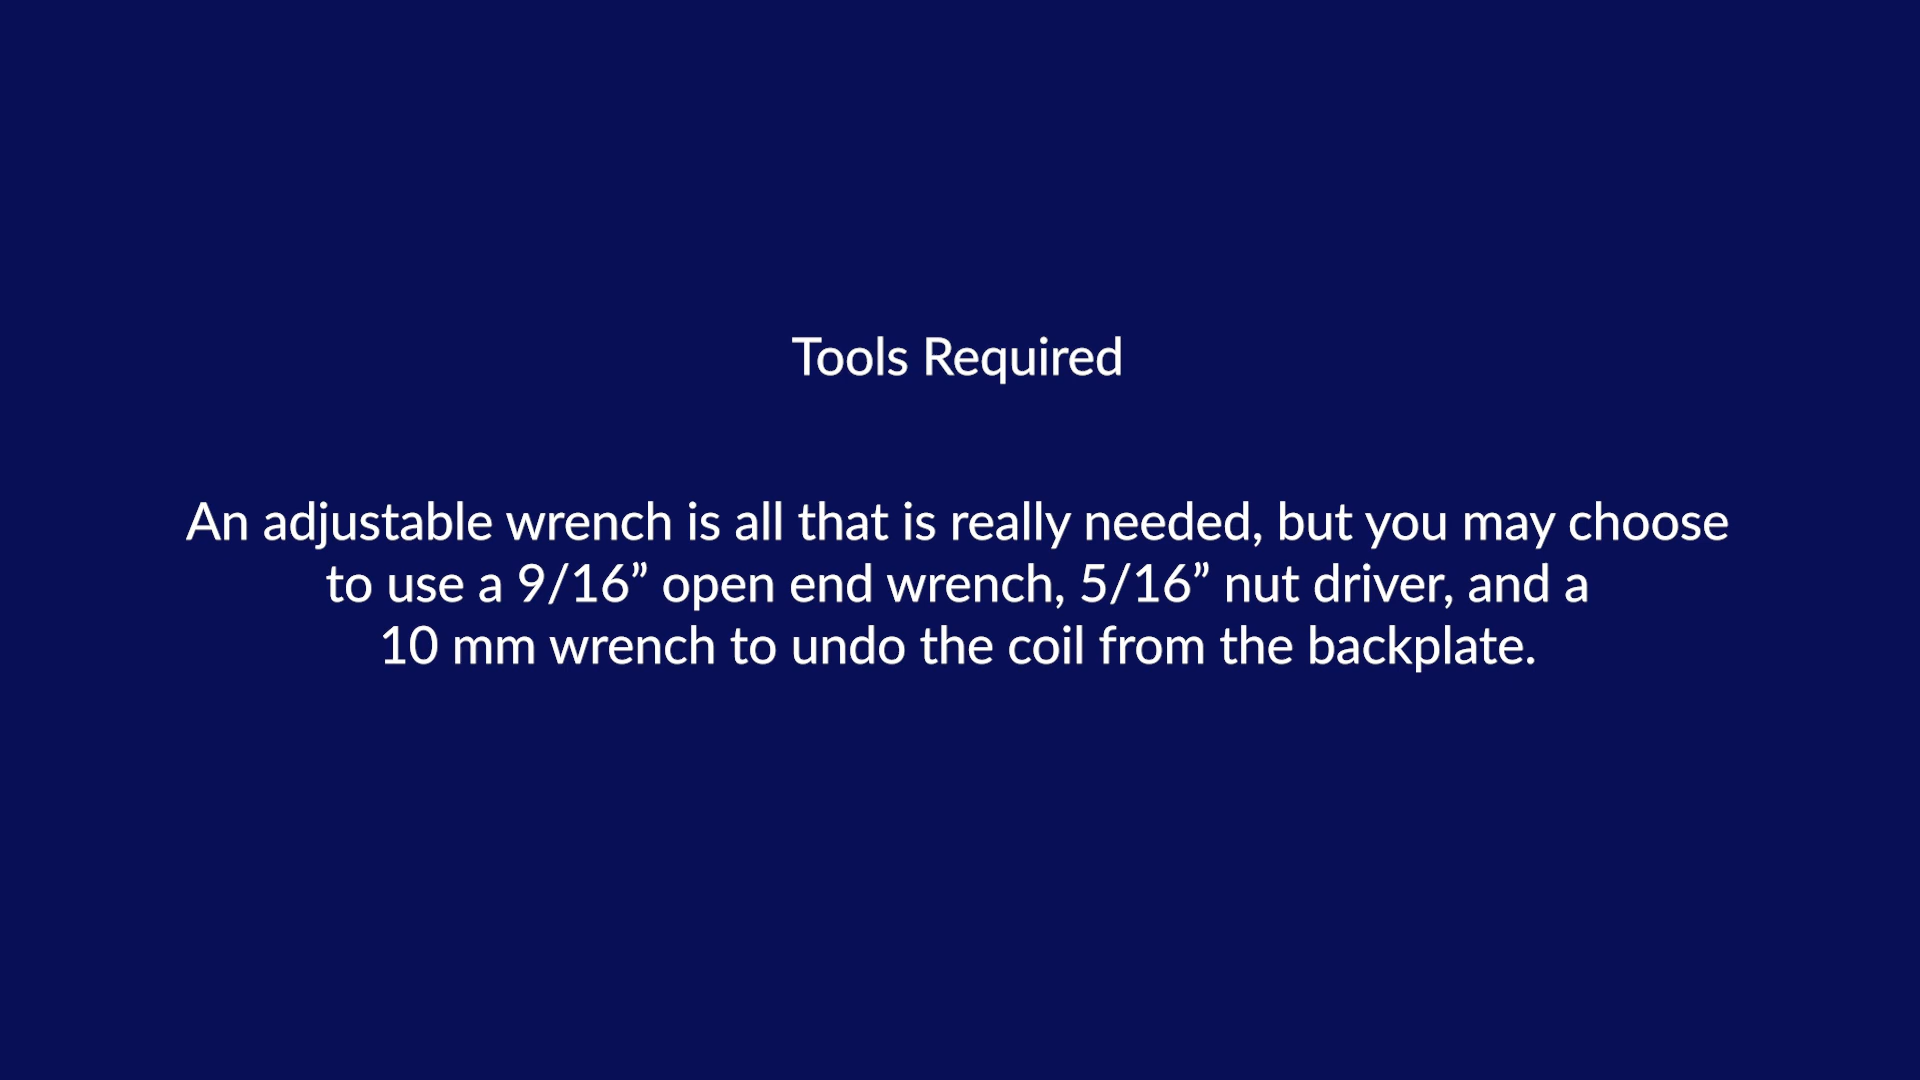 Tools Required
An adjustable wrench is all that is really needed, but you may choose
to use a 9/16” open end wrench, 5/16” nut driver, and a
10 mm wrench to undo the coil from the backplate.